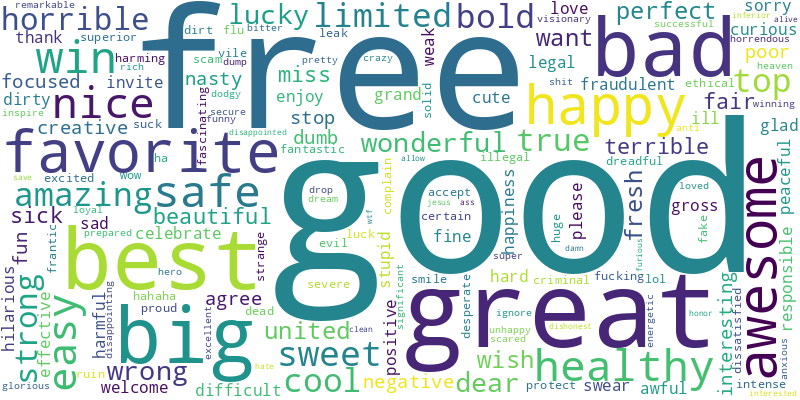 remarkable
horrible
thank
superior
dirt
flu
bitter
lucky
limited
bold
love
visionary
successful
inferior
alive
sorry
perfect
curious
horrendous
win
free
bad
want
legal
poor
heaven
top
focused
harming
rich
invite
vile
scam
dump
nasty
leak
pretty
crazy
weak
miss
enjoy
grand
solid
cute
shit
fraudulent
ethical
dirty
inspire
nice
dodgy
secure
funny
stop
happy
fair
winning
creative
suck
fascinating
disappointed
dumb
fantastic
wonderful
true
anti
ill
glad
favorite
ha
wow
excited
illegal
terrible
dreadful
allow
save
amazing
safe
good
drop
dream
complain
accept
jesus
ass
certain
happiness
huge
please
fresh
loved
gross
fake
peaceful
responsible
awesome
loyal
beautiful
sick
sad
prepared
celebrate
strange
evil
luck
wtf
fine
damn
furious
fun
frantic
best
hero
severe
stupid
super
hilarious
strong
effective
easy
harmful
disappointing
hahaha
proud
big
agree
dead
excellent
smile
significant
desperate
hard
criminal
fucking
lol
great
ignore
unhappy
scared
dishonest
energetic
honor
interesting
dissatisfied
anxious
united
clean
positive
wrong
sweet
hate
ruin
glorious
welcome
difficult
cool
negative
dear
wish
healthy
protect
swear
awful
intense
interested